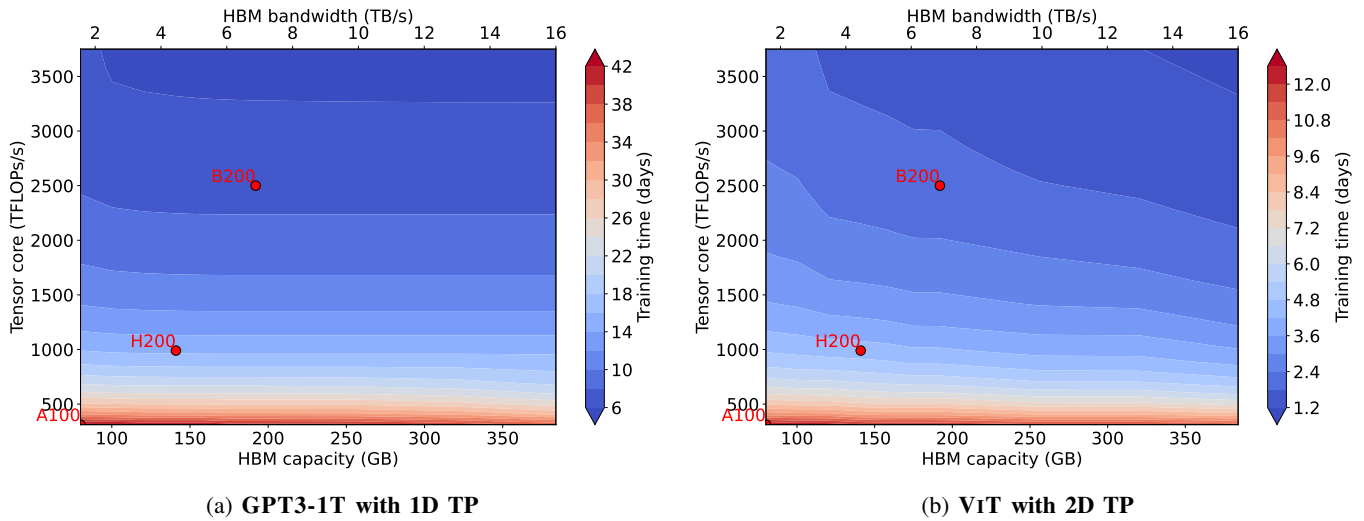 HBM bandwidth (TB/s)
2 4 6 8 10 12 14 16
Tensor core (TFLOPs/s)
3500
3000
2500
2000
1500
1000
500
B200
H200
A100
100 150 200 250 300 350
HBM capacity (GB)
42
38
34
30
26
22
18
14
10
6
Training time (days)
(a) GPT3-1T with 1D TP
HBM bandwidth (TB/s)
2 4 6 8 10 12 14 16
Tensor core (TFLOPs/s)
3500
3000
2500
2000
1500
1000
500
B200
H200
A100
100 150 200 250 300 350
HBM capacity (GB)
12.0
10.8
9.6
8.4
7.2
6.0
4.8
3.6
2.4
1.2
Training time (days)
(b) VIT with 2D TP